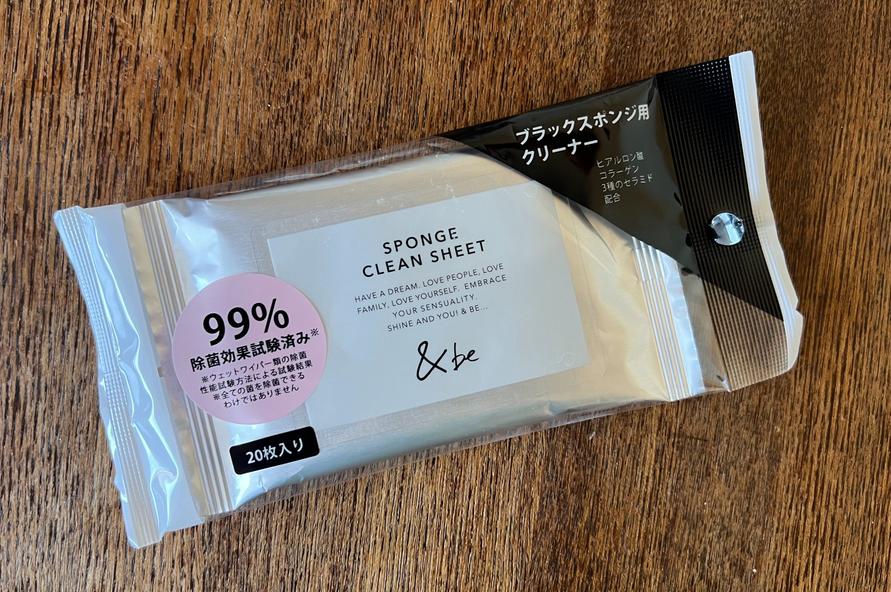 ブラックスポンジ用
クリーナー
ヒアルロン酸
コラーゲン
3種のセラミド
配合
SPONGE
CLEAN SHEET
HAVE A DREAM. LOVE PEOPLE, LOVE
FAMILY, LOVE YOURSELF. EMBRACE
YOUR SENSUALITY.
SHINE AND YOU! & BE...
&be
99%
除菌効果試験済み※
※ウェットワイパー類の除菌
性能試験方法による試験結果
※全ての菌を除菌できる
わけではありません
20枚入り